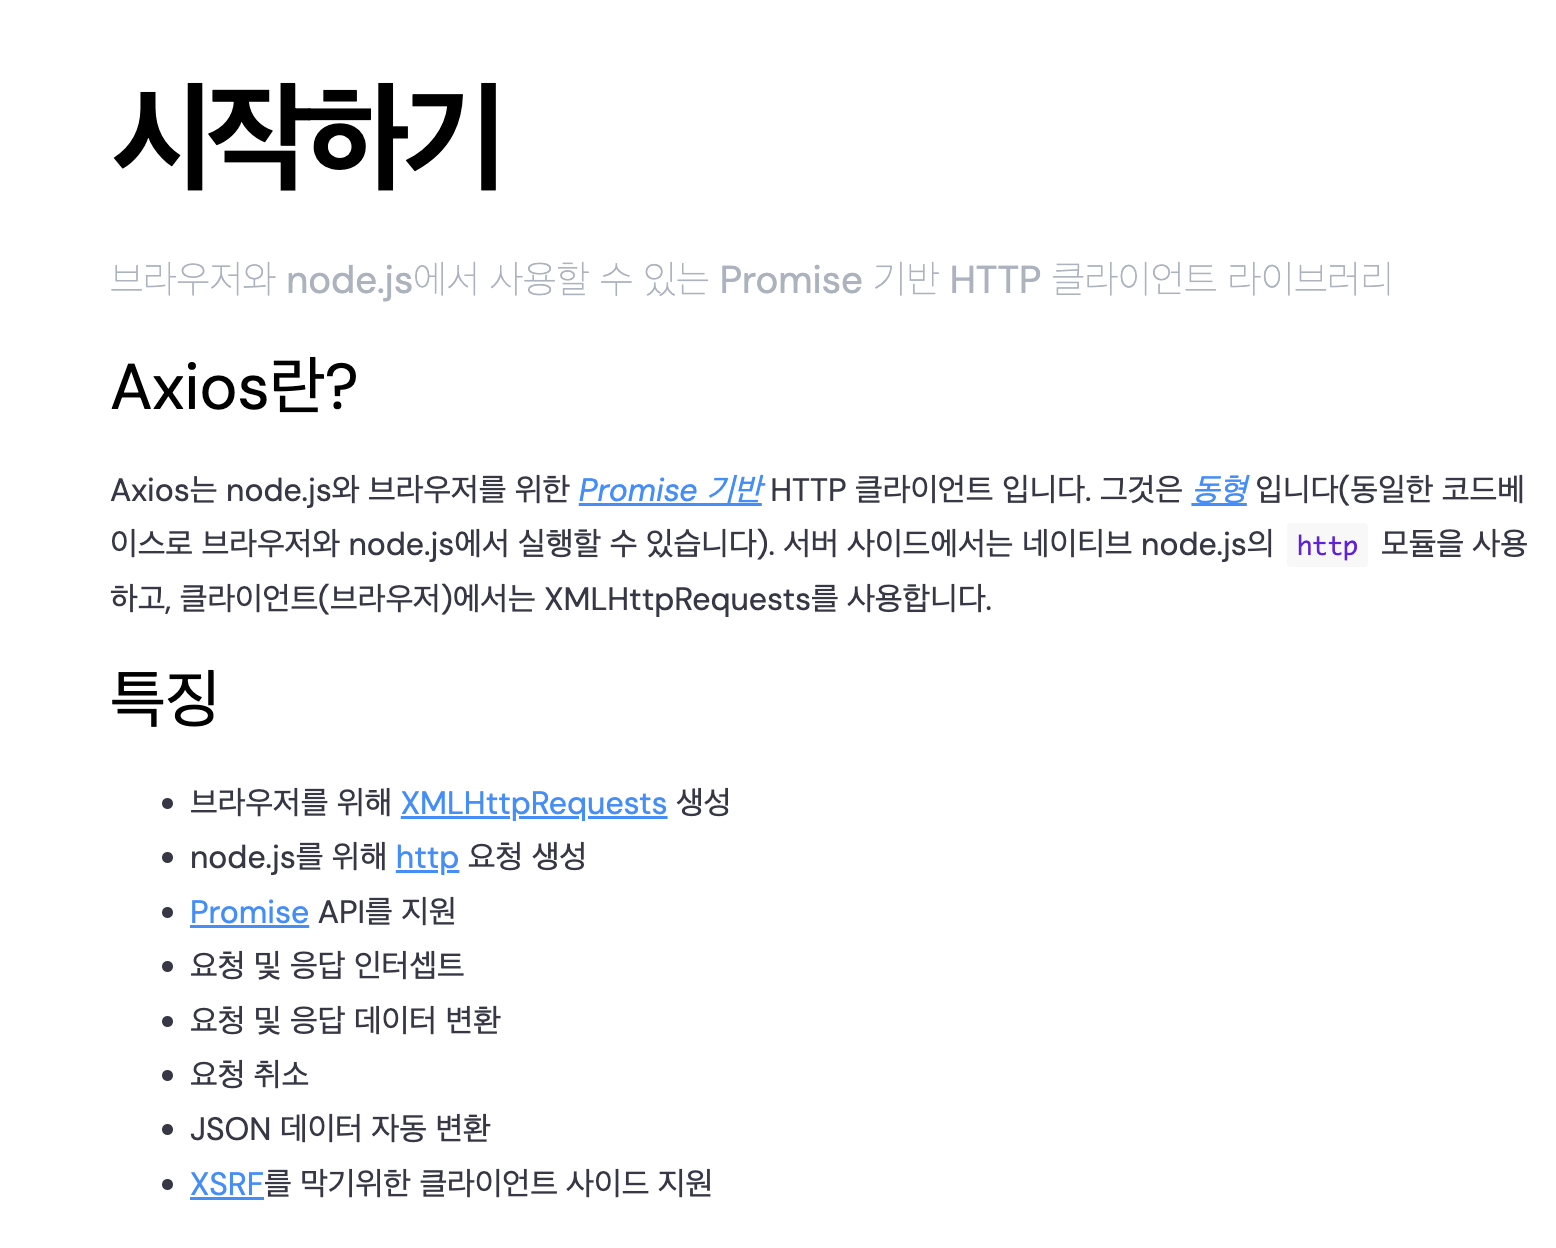 시작하기
브라우저와 node.js에서 사용할 수 있는 Promise 기반 HTTP 클라이언트 라이브러리
Axios란?
Axios는 node.js와 브라우저를 위한 Promise 기반 HTTP 클라이언트 입니다. 그것은 동형 입니다(동일한 코드베
이스로 브라우저와 node.js에서 실행할 수 있습니다). 서버 사이드에서는 네이티브 node.js의 http 모듈을 사용
하고, 클라이언트(브라우저)에서는 XMLHttpRequests를 사용합니다.
특징
• 브라우저를 위해 XMLHttpRequests 생성
• node.js를 위해 http 요청 생성
• Promise API를 지원
• 요청 및 응답 인터셉트
• 요청 및 응답 데이터 변환
• 요청 취소
• JSON 데이터 자동 변환
• XSRF를 막기위한 클라이언트 사이드 지원